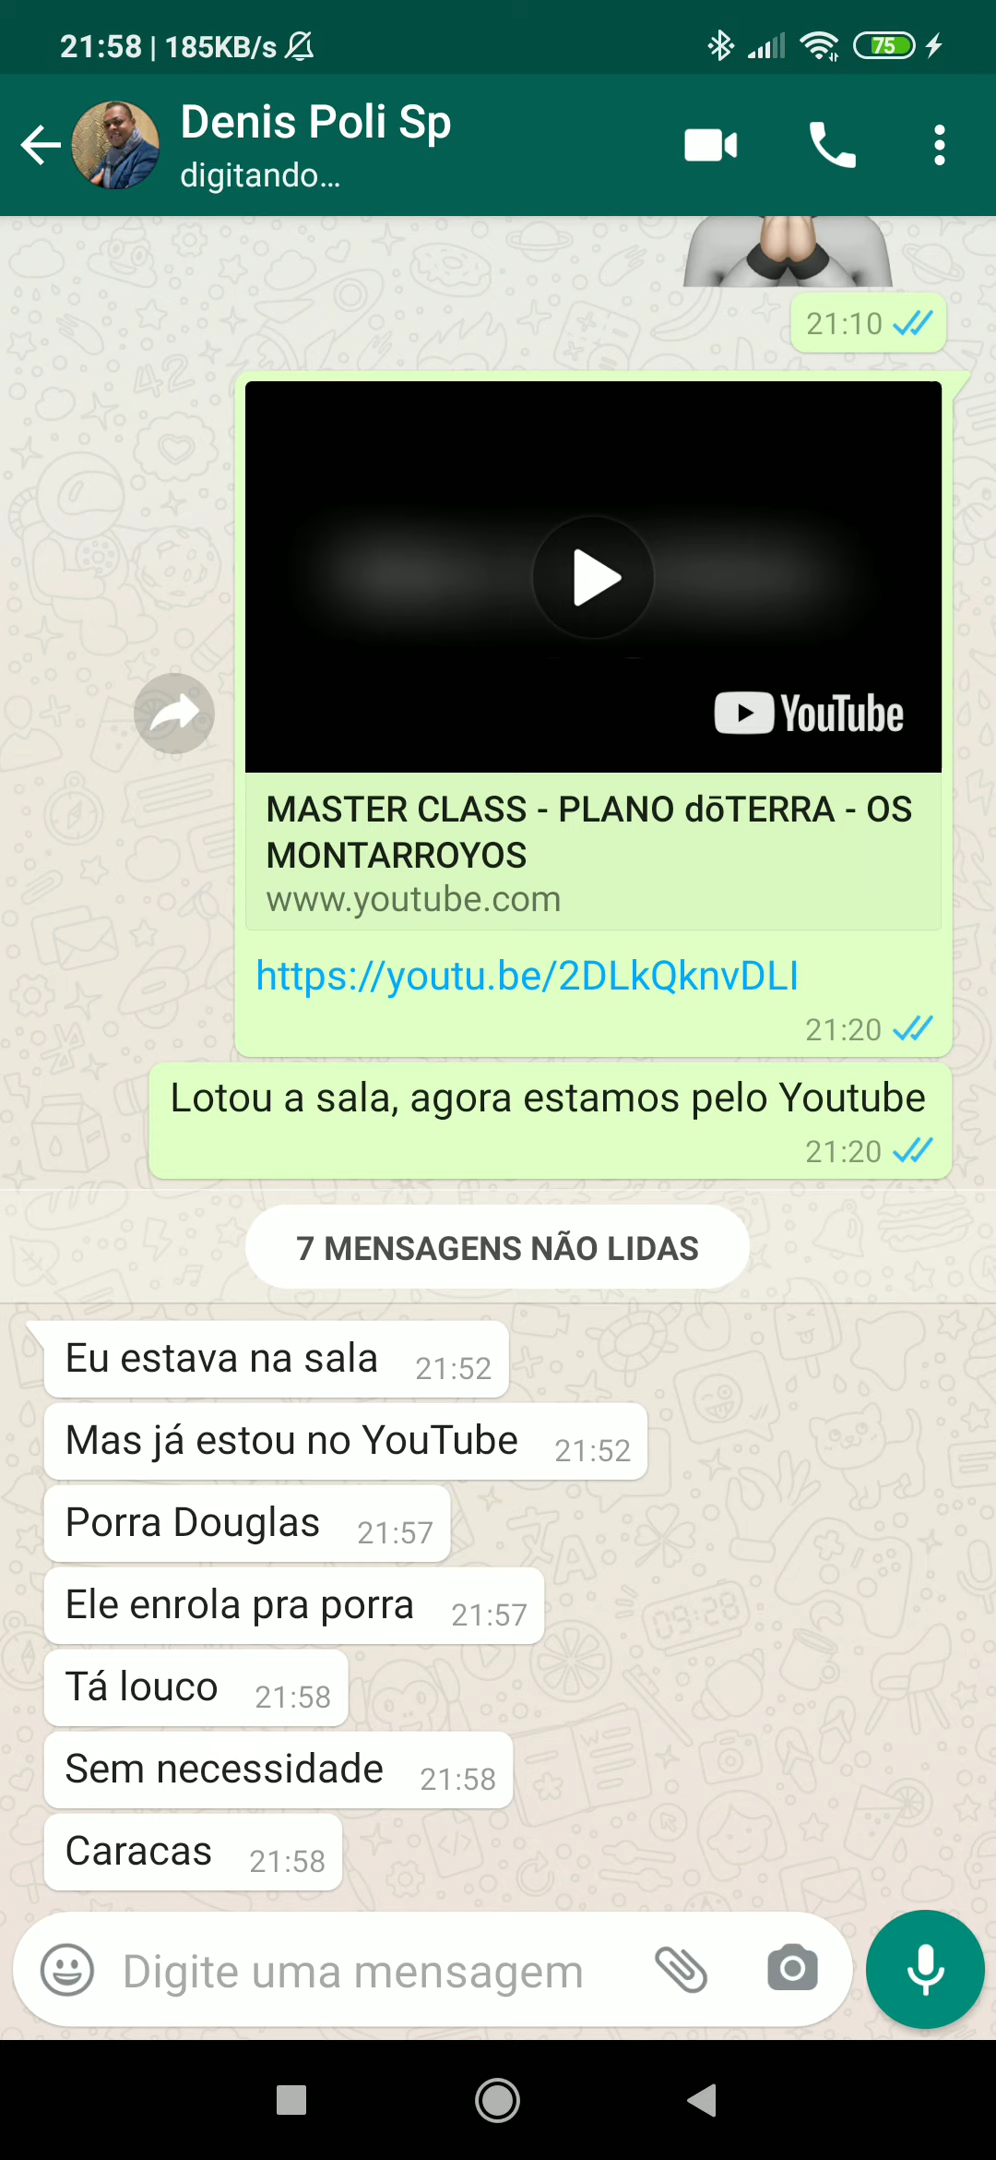 21:58 | 185KB/s
75
Denis Poli Sp
digitando...
21:10
YouTube
MASTER CLASS - PLANO dōTERRA - OS
MONTARROYOS
www.youtube.com
https://youtu.be/2DLkQknvDLI
21:20
Lotou a sala, agora estamos pelo Youtube
21:20
7 MENSAGENS NÃO LIDAS
Eu estava na sala 21:52
Mas já estou no YouTube 21:52
Porra Douglas 21:57
Ele enrola pra porra 21:57
Tá louco 21:58
Sem necessidade 21:58
Caracas 21:58
Digite uma mensagem